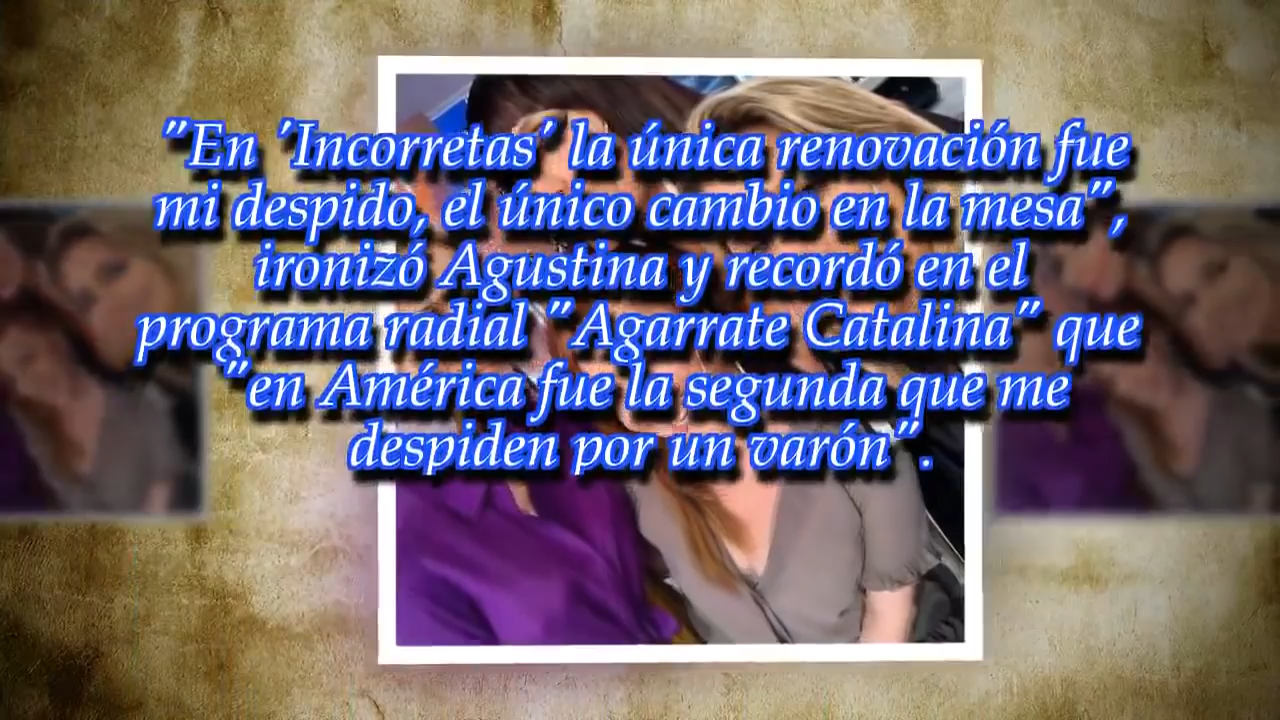 "En 'Incorretas' la única renovación fue
mi despido, el único cambio en la mesa",
ironizó Agustina y recordó en el
programa radial "Agarrate Catalina" que
"en América fue la segunda que me
despiden por un varón".